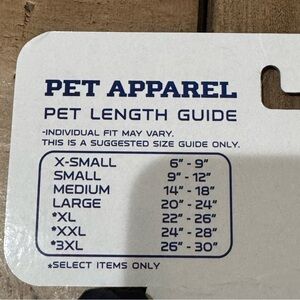 PET APPAREL
PET LENGTH GUIDE
-INDIVIDUAL FIT MAY VARY.
THIS IS A SUGGESTED SIZE GUIDE ONLY.
X-SMALL 6" - 9"
SMALL 9" - 12"
MEDIUM 14" - 18"
LARGE 20" - 24"
*XL 22" - 26"
*XXL 24" - 28"
*3XL 26" - 30"
*SELECT ITEMS ONLY